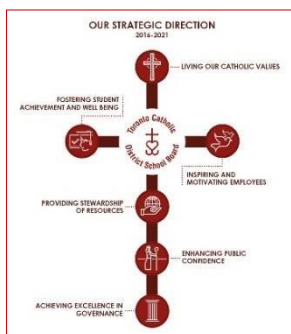 OUR STRATEGIC DIRECTION
2016-2021
LIVING OUR CATHOLIC VALUES
FOSTERING STUDENT
ACHIEVEMENT AND WELL BEING
Toronto Catholic
District School Board
INSPIRING AND
MOTIVATING EMPLOYEES
PROVIDING STEWARDSHIP
OF RESOURCES
ENHANCING PUBLIC
CONFIDENCE
ACHIEVING EXCELLENCE IN
GOVERNANCE